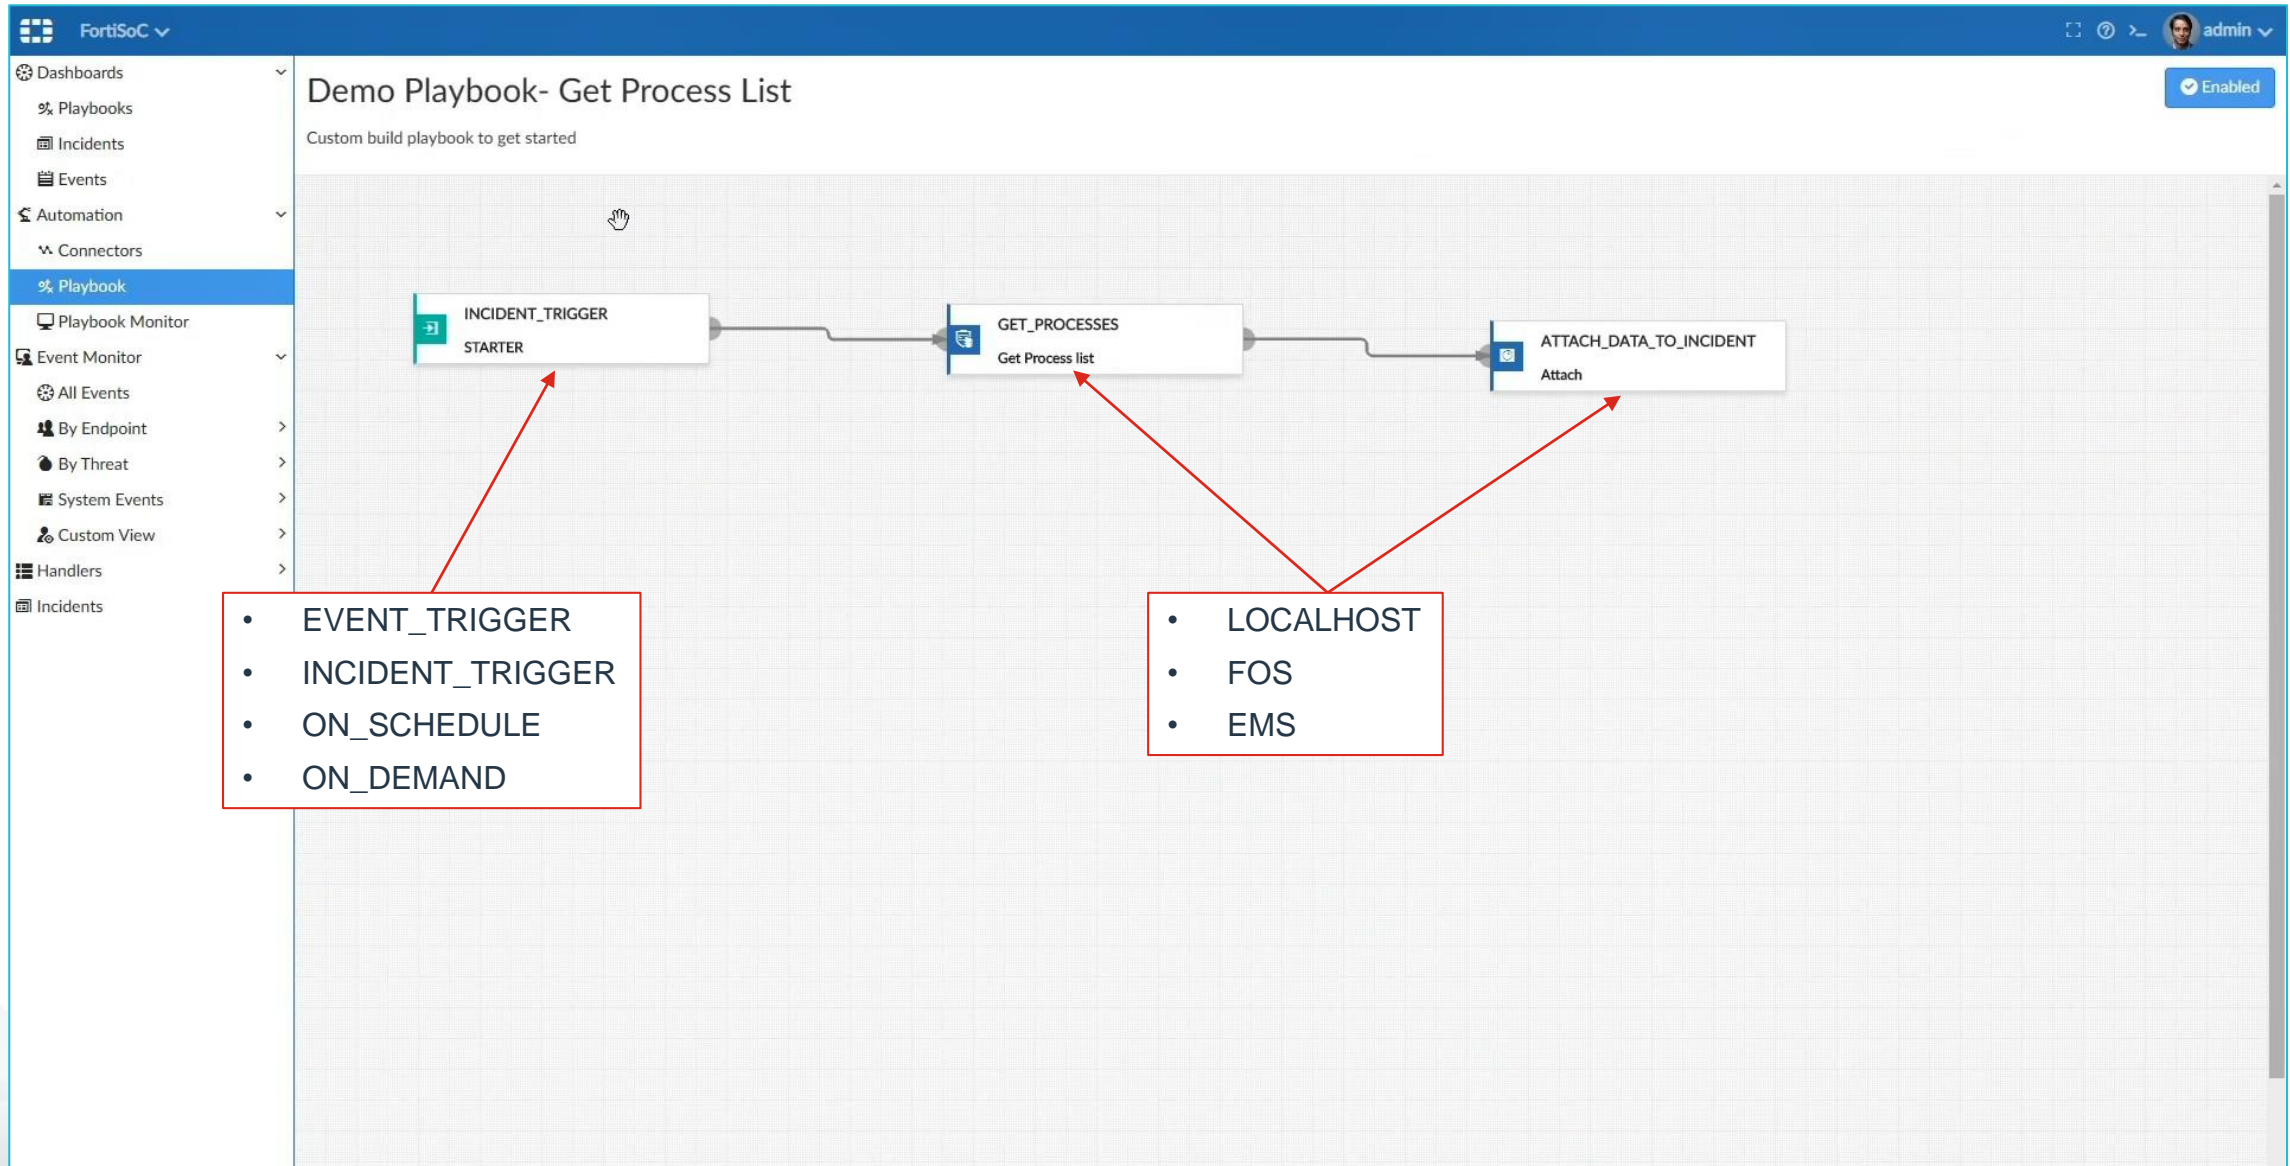 FortiSoC
admin
Dashboards
Playbooks
Incidents
Events
Automation
Connectors
Playbook
Playbook Monitor
Event Monitor
All Events
By Endpoint
By Threat
System Events
Custom View
Handlers
Incidents
Demo Playbook- Get Process List
Enabled
Custom build playbook to get started
INCIDENT_TRIGGER
STARTER
GET_PROCESSES
Get Process list
ATTACH_DATA_TO_INCIDENT
Attach
• EVENT_TRIGGER
• INCIDENT_TRIGGER
• ON_SCHEDULE
• ON_DEMAND
• LOCALHOST
• FOS
• EMS